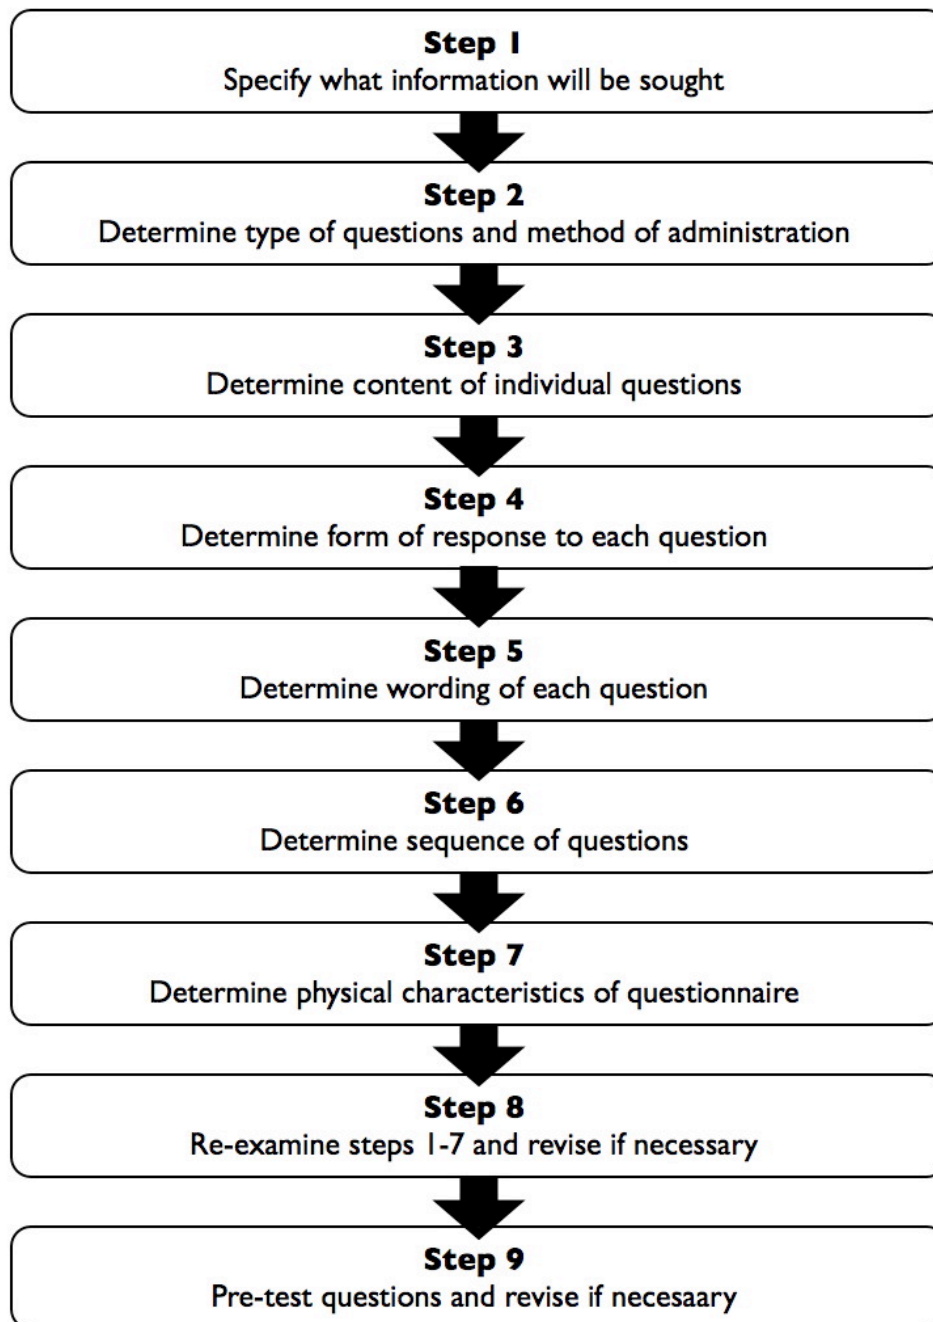 Step 1
Specify what information will be sought
Step 2
Determine type of questions and method of administration
Step 3
Determine content of individual questions
Step 4
Determine form of response to each question
Step 5
Determine wording of each question
Step 6
Determine sequence of questions
Step 7
Determine physical characteristics of questionnaire
Step 8
Re-examine steps 1-7 and revise if necessary
Step 9
Pre-test questions and revise if necesaary